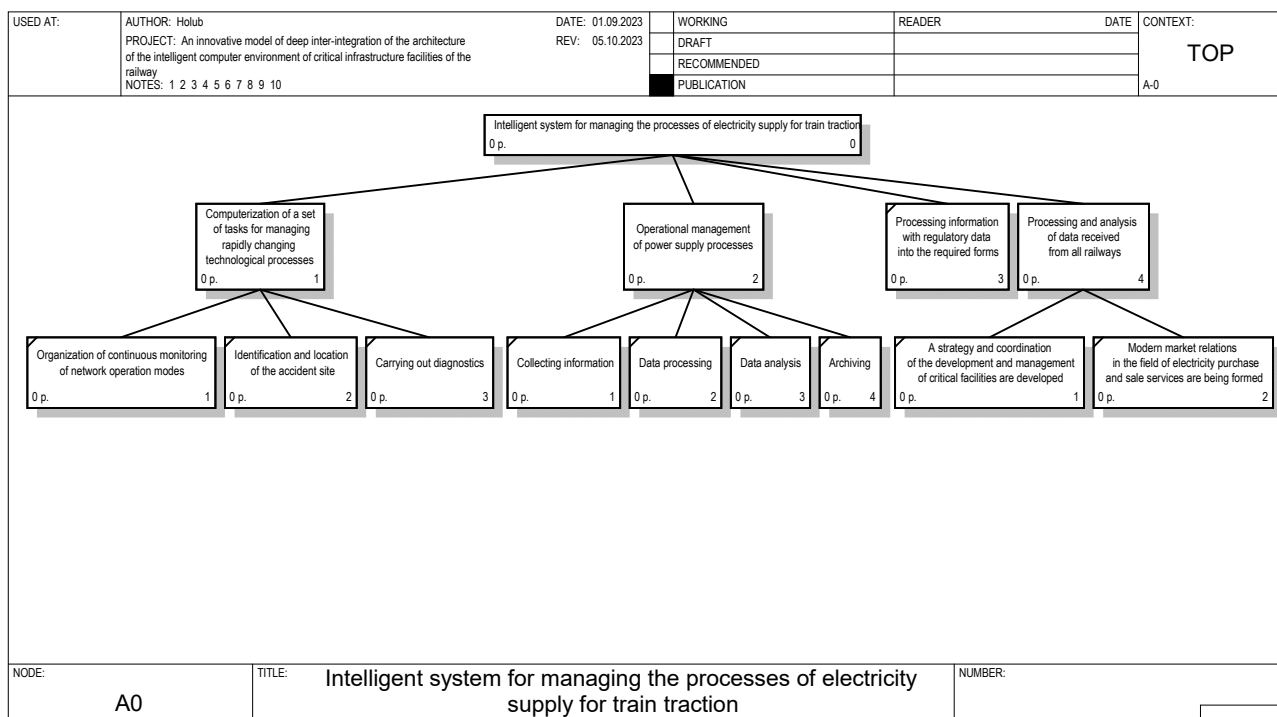 USED AT:
AUTHOR: Holub
DATE: 01.09.2023
PROJECT: An innovative model of deep inter-integration of the architecture
of the intelligent computer environment of critical infrastructure facilities of the
railway
REV: 05.10.2023
NOTES: 1 2 3 4 5 6 7 8 9 10
WORKING
DRAFT
RECOMMENDED
PUBLICATION
READER
DATE
CONTEXT:
TOP
A-0
Intelligent system for managing the processes of electricity supply for train traction
0 p.
0
Computerization of a set
of tasks for managing
rapidly changing
technological processes
0 p.
1
Operational management
of power supply processes
0 p.
2
Processing information
with regulatory data
into the required forms
0 p.
3
Processing and analysis
of data received
from all railways
0 p.
4
Organization of continuous monitoring
of network operation modes
0 p.
1
Identification and location
of the accident site
0 p.
2
Carrying out diagnostics
0 p.
3
Collecting information
0 p.
1
Data processing
0 p.
2
Data analysis
0 p.
3
Archiving
0 p.
4
A strategy and coordination
of the development and management
of critical facilities are developed
0 p.
1
Modern market relations
in the field of electricity purchase
and sale services are being formed
0 p.
2
NODE:
A0
TITLE:
Intelligent system for managing the processes of electricity
supply for train traction
NUMBER: